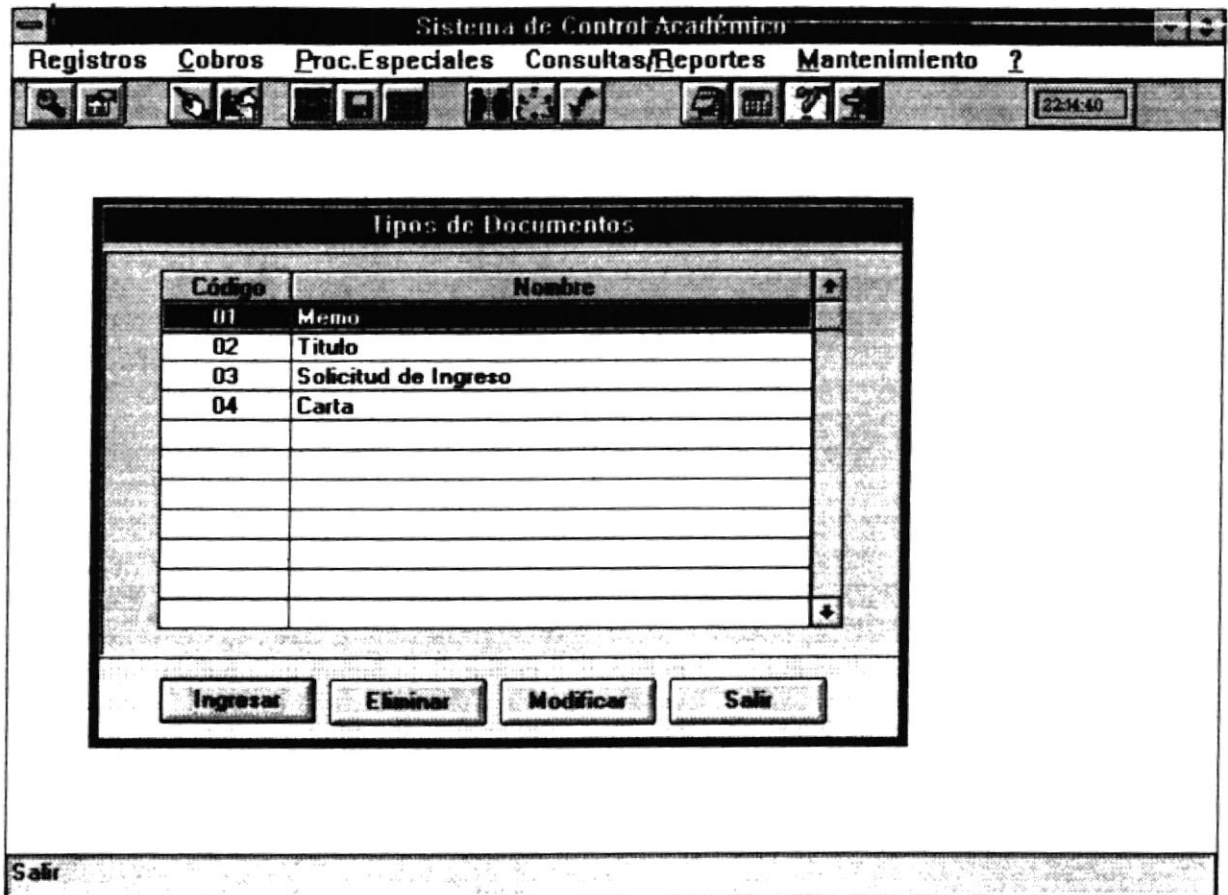 Sistema de Control Académico
Registros Cobros Proc.Especiales Consultas/Reportes Mantenimiento ?
22:14:40
Tipos de Documentos
Código Nombre
01 Memo
02 Titulo
03 Solicitud de Ingreso
04 Carta
Ingresar Eliminar Modificar Salir
Salir